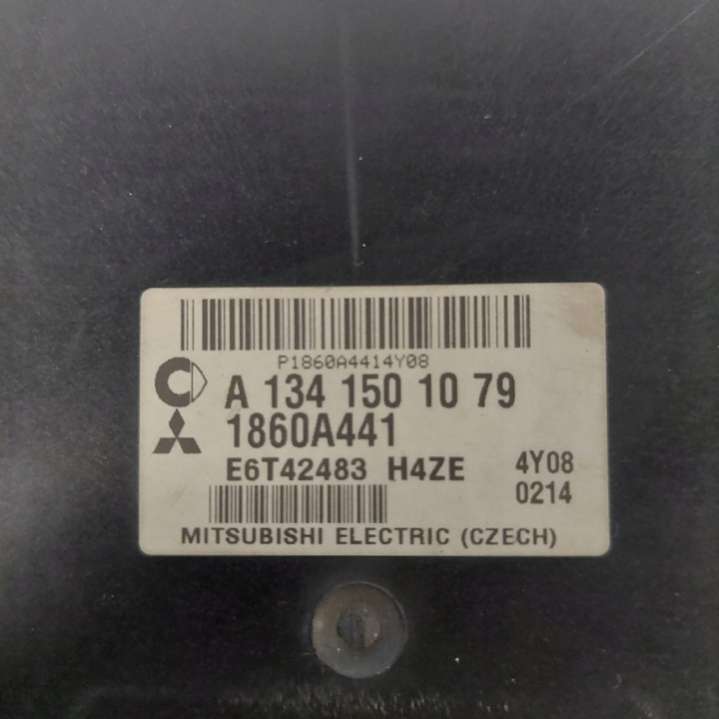 P1860A4414Y08
A 134 150 10 79
1860A441
E6T42483 H4ZE 4Y08
0214
MITSUBISHI ELECTRIC (CZECH)